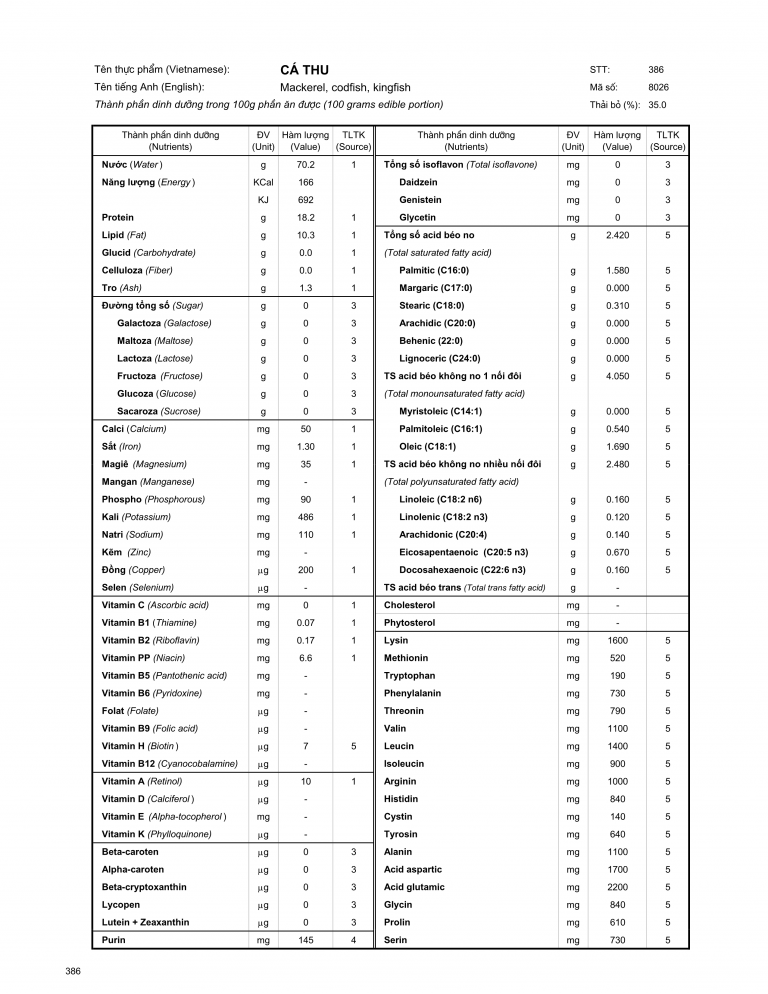 Tên thực phẩm (Vietnamese): CÁ THU STT: 386
Tên tiếng Anh (English): Mackerel, codfish, kingfish Mã số: 8026
Thành phần dinh dưỡng trong 100g phần ăn được (100 grams edible portion) Thải bỏ (%): 35.0
Thành phần dinh dưỡng ĐV Hàm lượng TLTK Thành phần dinh dưỡng ĐV Hàm lượng TLTK
(Nutrients) (Unit) (Value) (Source) (Nutrients) (Unit) (Value) (Source)
Nước (Water) g 70.2 1 Tổng số isoflavon (Total isoflavone) mg 0 3
Năng lượng (Energy) KCal 166 Daidzein mg 0 3
KJ 692 Genistein mg 0 3
Protein g 18.2 1 Glycetin mg 0 3
Lipid (Fat) g 10.3 1 Tổng số acid béo no g 2.420 5
Glucid (Carbohydrate) g 0.0 1 (Total saturated fatty acid)
Celluloza (Fiber) g 0.0 1 Palmitic (C16:0) g 1.580 5
Tro (Ash) g 1.3 1 Margaric (C17:0) g 0.000 5
Đường tổng số (Sugar) g 0 3 Stearic (C18:0) g 0.310 5
Galactoza (Galactose) g 0 3 Arachidic (C20:0) g 0.000 5
Maltoza (Maltose) g 0 3 Behenic (22:0) g 0.000 5
Lactoza (Lactose) g 0 3 Lignoceric (C24:0) g 0.000 5
Fructoza (Fructose) g 0 3 TS acid béo không no 1 nối đôi g 4.050 5
Glucoza (Glucose) g 0 3 (Total monounsaturated fatty acid)
Sacaroza (Sucrose) g 0 3 Myristoleic (C14:1) g 0.000 5
Calci (Calcium) mg 50 1 Palmitoleic (C16:1) g 0.540 5
Sắt (Iron) mg 1.30 1 Oleic (C18:1) g 1.690 5
Magiê (Magnesium) mg 35 1 TS acid béo không no nhiều nối đôi g 2.480 5
Mangan (Manganese) mg - (Total polyunsaturated fatty acid)
Phospho (Phosphorous) mg 90 1 Linoleic (C18:2 n6) g 0.160 5
Kali (Potassium) mg 486 1 Linolenic (C18:2 n3) g 0.120 5
Natri (Sodium) mg 110 1 Arachidonic (C20:4) g 0.140 5
Kẽm (Zinc) mg - Eicosapentaenoic (C20:5 n3) g 0.670 5
Đồng (Copper) μg 200 1 Docosahexaenoic (C22:6 n3) g 0.160 5
Selen (Selenium) μg - TS acid béo trans (Total trans fatty acid) g -
Vitamin C (Ascorbic acid) mg 0 1 Cholesterol mg -
Vitamin B1 (Thiamine) mg 0.07 1 Phytosterol mg -
Vitamin B2 (Riboflavin) mg 0.17 1 Lysin mg 1600 5
Vitamin PP (Niacin) mg 6.6 1 Methionin mg 520 5
Vitamin B5 (Pantothenic acid) mg - Tryptophan mg 190 5
Vitamin B6 (Pyridoxine) mg - Phenylalanin mg 730 5
Folat (Folate) μg - Threonin mg 790 5
Vitamin B9 (Folic acid) μg - Valin mg 1100 5
Vitamin H (Biotin) μg 7 5 Leucin mg 1400 5
Vitamin B12 (Cyanocobalamine) μg - Isoleucin mg 900 5
Vitamin A (Retinol) μg 10 1 Arginin mg 1000 5
Vitamin D (Calciferol) μg - Histidin mg 840 5
Vitamin E (Alpha-tocopherol) mg - Cystin mg 140 5
Vitamin K (Phylloquinone) μg - Tyrosin mg 640 5
Beta-caroten μg 0 3 Alanin mg 1100 5
Alpha-caroten μg 0 3 Acid aspartic mg 1700 5
Beta-cryptoxanthin μg 0 3 Acid glutamic mg 2200 5
Lycopen μg 0 3 Glycin mg 840 5
Lutein + Zeaxanthin μg 0 3 Prolin mg 610 5
Purin mg 145 4 Serin mg 730 5
386